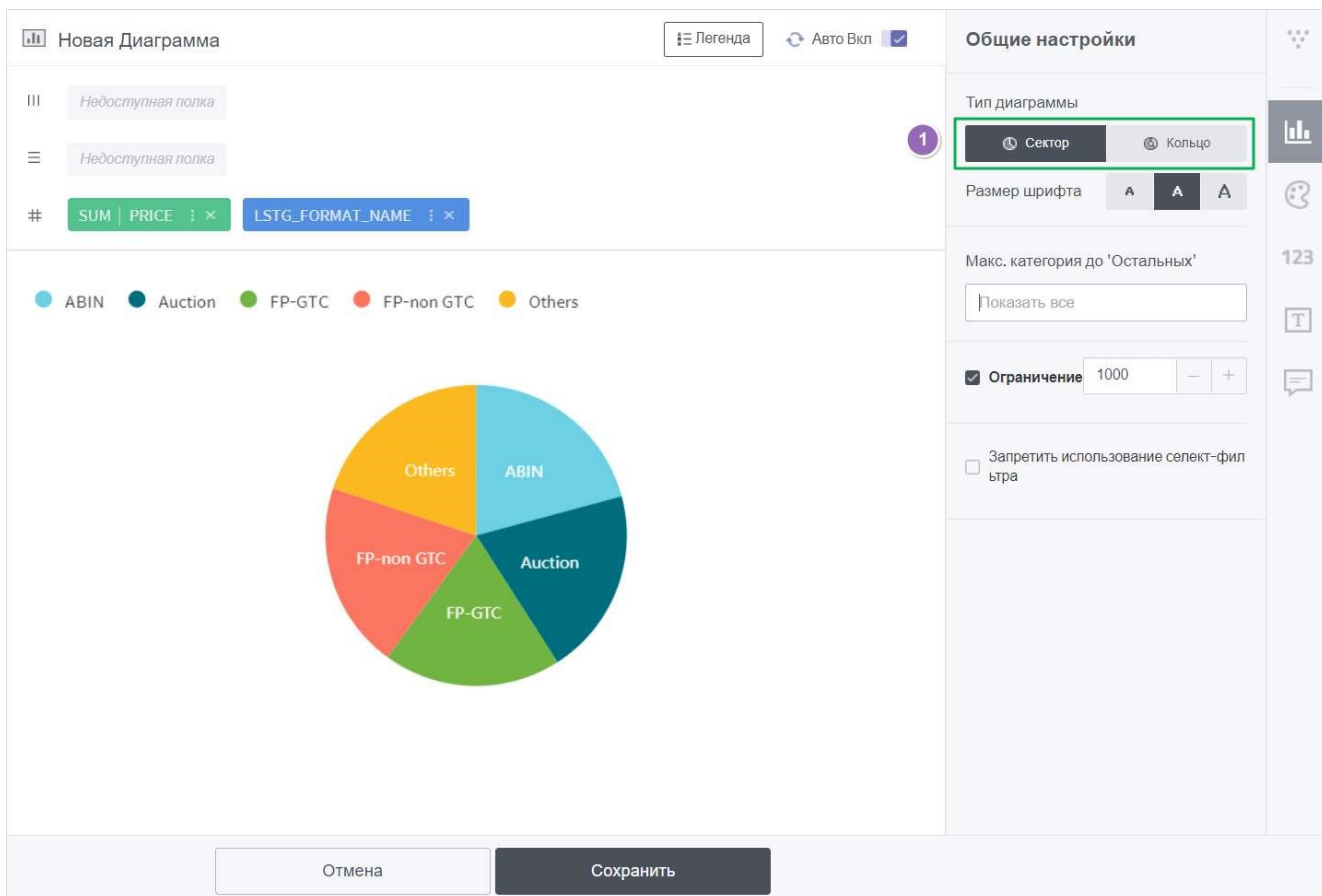 Новая Диаграмма
Легенда
Авто Вкл
Недоступная полка
Недоступная полка
# SUM | PRICE LSTG_FORMAT_NAME
ABIN Auction FP-GTC FP-non GTC Others
Others
ABIN
FP-non GTC
Auction
FP-GTC
Отмена
Сохранить
Общие настройки
Тип диаграммы
1
Сектор
Кольцо
Размер шрифта A A A
Макс. категория до 'Остальных'
Показать все
Ограничение 1000 — +
Запретить использование селект-фил
ьтра
123
T